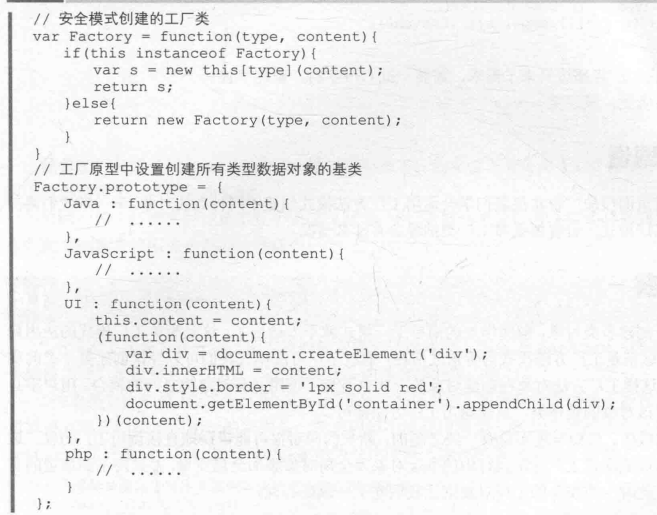 // 安全模式创建的工厂类
var Factory = function(type, content){
    if(this instanceof Factory){
        var s = new this[type](content);
        return s;
    }else{
        return new Factory(type, content);
    }
}
// 工厂原型中设置创建所有类型数据对象的基类
Factory.prototype = {
    Java : function(content){
        // ......
    },
    JavaScript : function(content){
        // ......
    },
    UI : function(content){
        this.content = content;
        (function(content){
            var div = document.createElement('div');
            div.innerHTML = content;
            div.style.border = '1px solid red';
            document.getElementById('container').appendChild(div);
        })(content);
    },
    php : function(content){
        // ......
    }
};